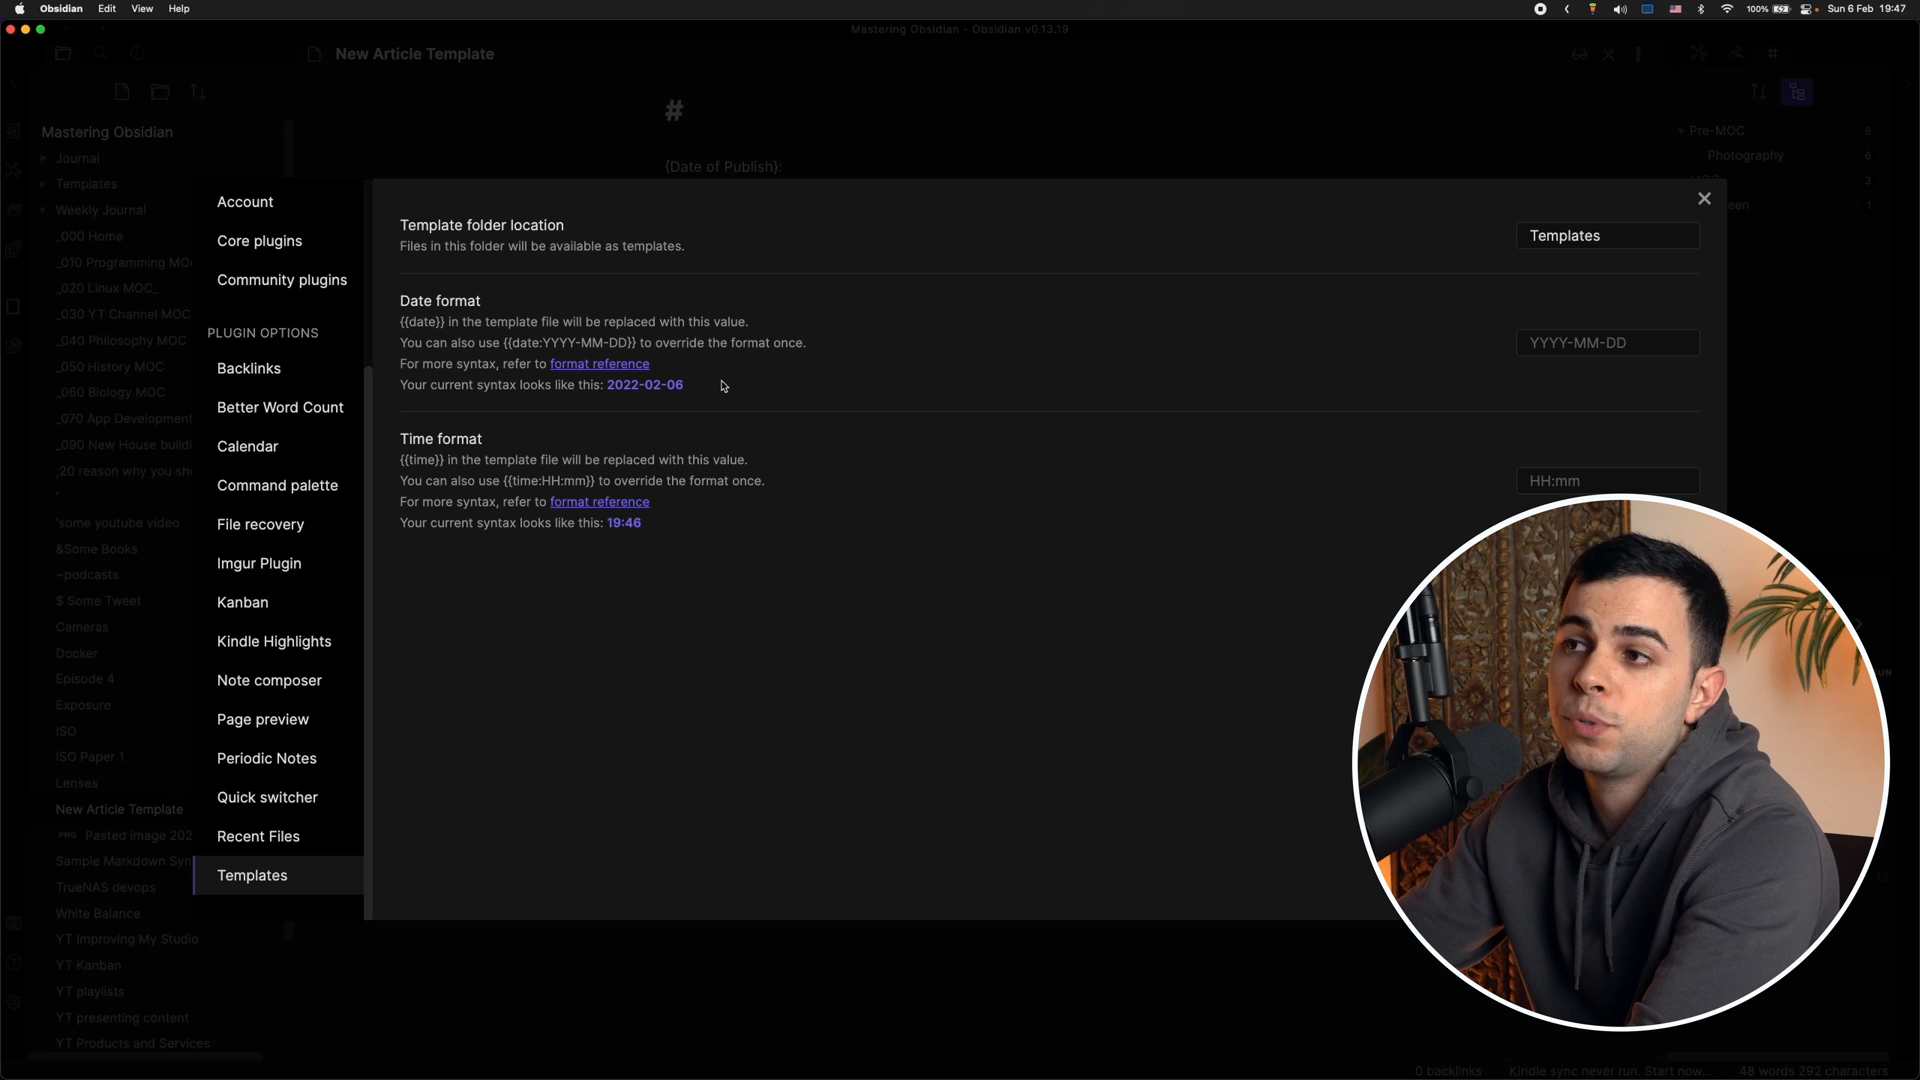 Obsidian Edit View Help
100% Sun 6 Feb 19:47
Mastering Obsidian - Obsidian v0.13.19
New Article Template
#
#
{Date of Publish}:
Mastering Obsidian
Journal
Templates
Weekly Journal
_000 Home
_010 Programming MO
_020 Linux MOC_
_030 YT Channel MOC
_040 Philosophy MOC
_050 History MOC
_060 Biology MOC
_070 App Development
_090 New House buildi
;20 reason why you sh
'some youtube video
&Some Books
~podcasts
$ Some Tweet
Cameras
Docker
Episode 4
Exposure
ISO
ISO Paper 1
Lenses
New Article Template
PNG Pasted image 202
Sample Markdown Syn
TrueNAS devops
White Balance
YT Improving My Studio
YT Kanban
YT playlists
YT presenting content
YT Products and Services
Account
Core plugins
Community plugins
PLUGIN OPTIONS
Backlinks
Better Word Count
Calendar
Command palette
File recovery
Imgur Plugin
Kanban
Kindle Highlights
Note composer
Page preview
Periodic Notes
Quick switcher
Recent Files
Templates
Template folder location
Files in this folder will be available as templates.
Templates
Date format
{{date}} in the template file will be replaced with this value.
You can also use {{date:YYYY-MM-DD}} to override the format once.
For more syntax, refer to format reference
Your current syntax looks like this: 2022-02-06
YYYY-MM-DD
Time format
{{time}} in the template file will be replaced with this value.
You can also use {{time:HH:mm}} to override the format once.
For more syntax, refer to format reference
Your current syntax looks like this: 19:46
HH:mm
Pre-MOC 6
Photography 6
3
een 1
UN
0 backlinks Kindle sync never run. Start now... 48 words 292 characters